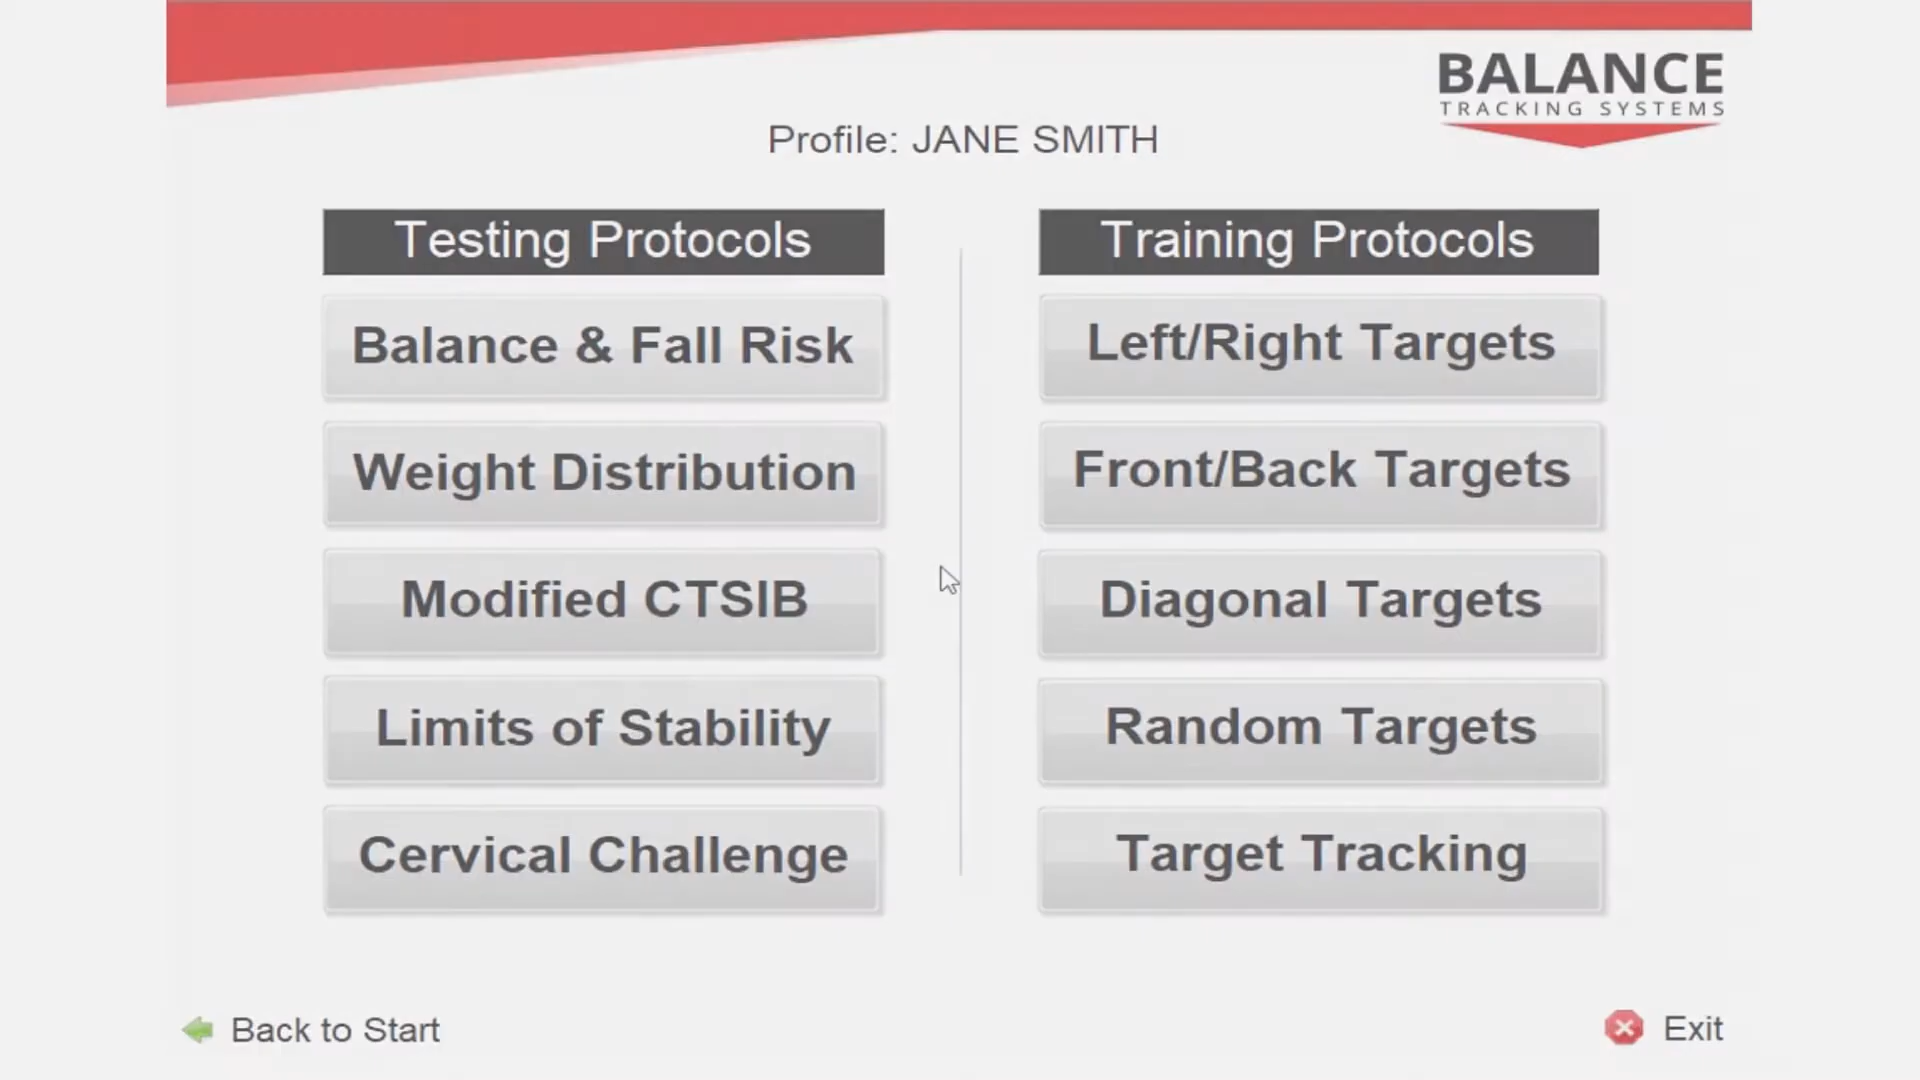 BALANCE
TRACKING SYSTEMS
Profile: JANE SMITH
Testing Protocols
Balance & Fall Risk
Weight Distribution
Modified CTSIB
Limits of Stability
Cervical Challenge
Training Protocols
Left/Right Targets
Front/Back Targets
Diagonal Targets
Random Targets
Target Tracking
Back to Start
Exit